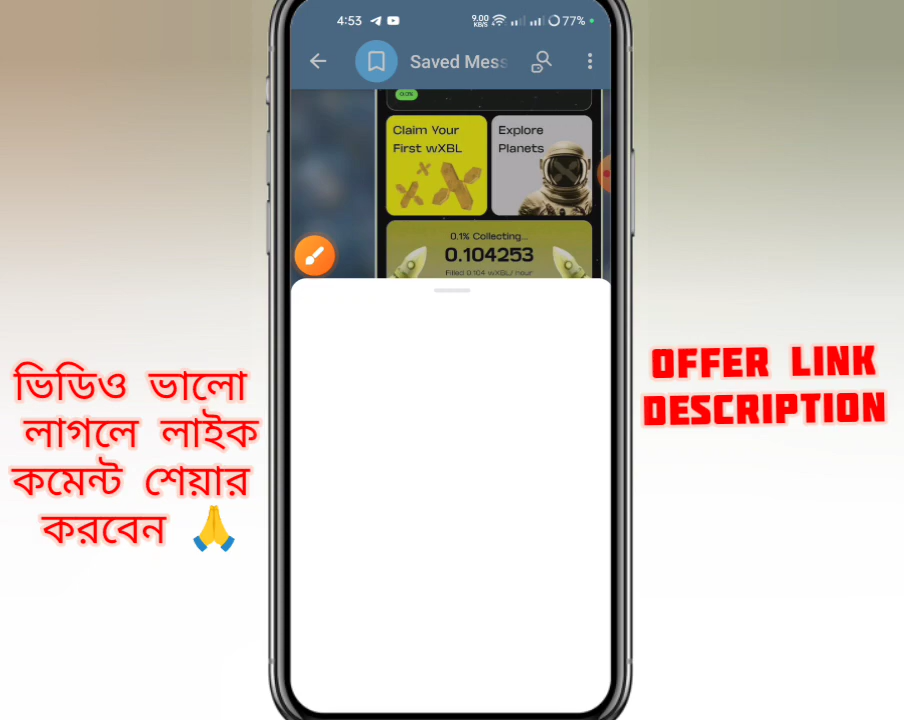 4:53 9.00 KB/S 77%
Saved Mess
0.0%
Claim Your
First wXBL
Explore
Planets
0.1% Collecting...
0.104253
Filled 0.104 wXBL/ hour
ভিডিও ভালো
লাগলে লাইক
কমেন্ট শেয়ার
করবেন 🙏
OFFER LINK
DESCRIPTION